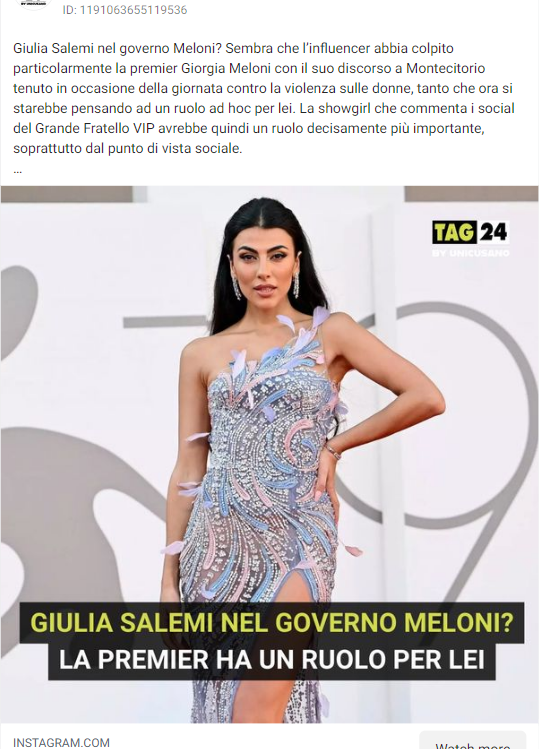 ID: 1191063655119536
Giulia Salemi nel governo Meloni? Sembra che l'influencer abbia colpito
particolarmente la premier Giorgia Meloni con il suo discorso a Montecitorio
tenuto in occasione della giornata contro la violenza sulle donne, tanto che ora si
starebbe pensando ad un ruolo ad hoc per lei. La showgirl che commenta i social
del Grande Fratello VIP avrebbe quindi un ruolo decisamente più importante,
soprattutto dal punto di vista sociale.
...
TAG 24
BY UNICUSANO
GIULIA SALEMI NEL GOVERNO MELONI?
LA PREMIER HA UN RUOLO PER LEI
INSTAGRAM.COM
Watch more